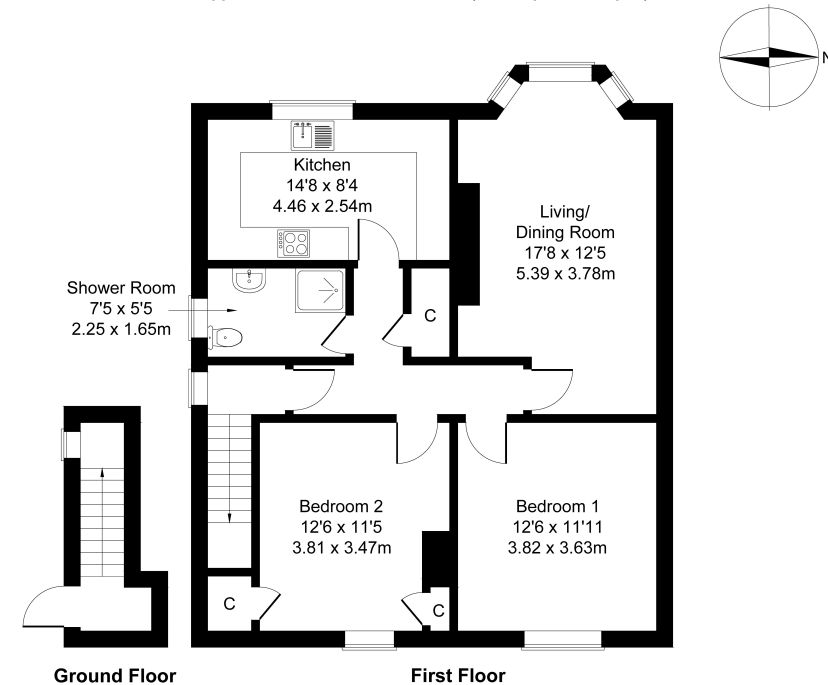 N
Kitchen
14'8 x 8'4
4.46 x 2.54m
Living/
Dining Room
17'8 x 12'5
5.39 x 3.78m
Shower Room
7'5 x 5'5
2.25 x 1.65m
C
Bedroom 2
12'6 x 11'5
3.81 x 3.47m
Bedroom 1
12'6 x 11'11
3.82 x 3.63m
C
C
Ground Floor
First Floor